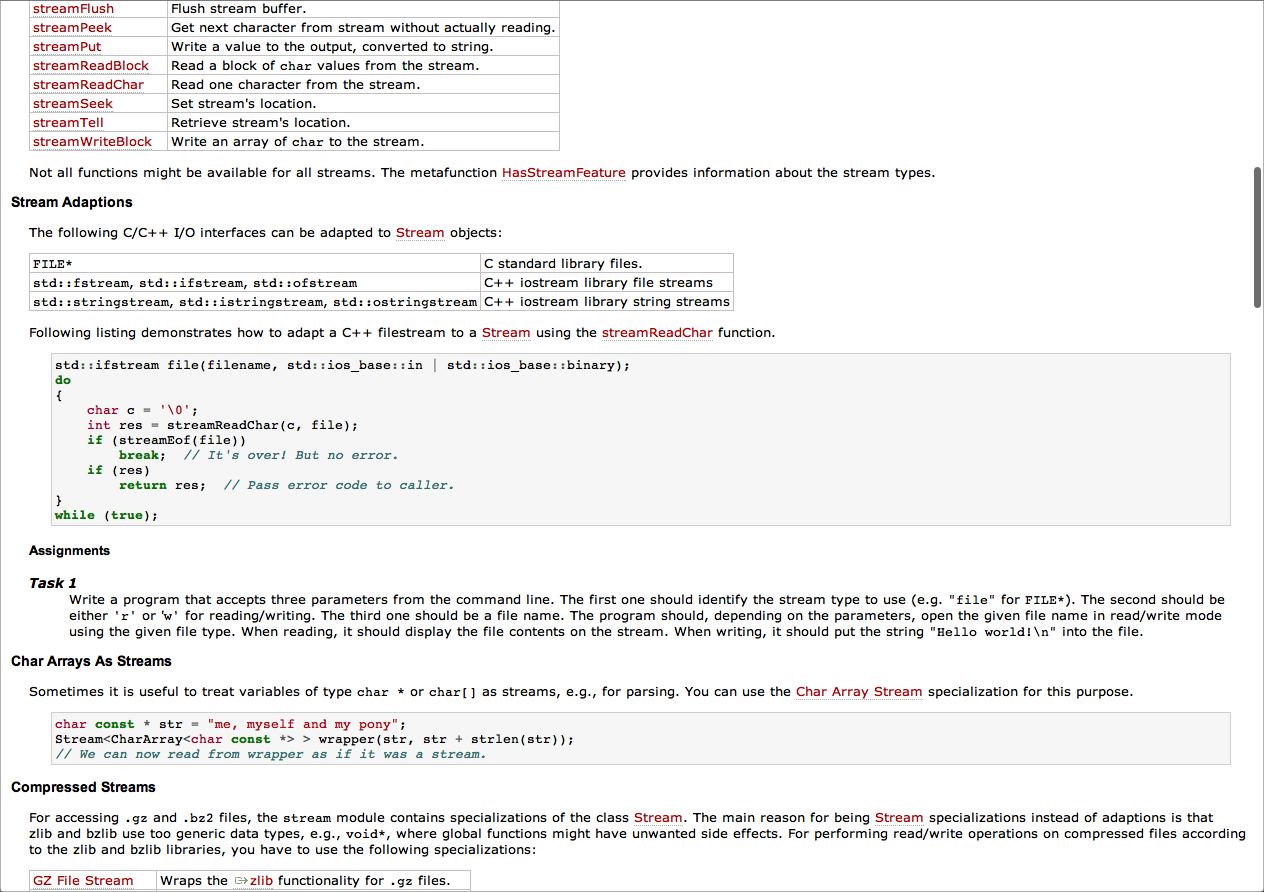 streamFlush Flush stream buffer.
streamPeek Get next character from stream without actually reading.
streamPut Write a value to the output, converted to string.
streamReadBlock Read a block of char values from the stream.
streamReadChar Read one character from the stream.
streamSeek Set stream's location.
streamTell Retrieve stream's location.
streamWriteBlock Write an array of char to the stream.
Not all functions might be available for all streams. The metafunction HasStreamFeature provides information about the stream types.
Stream Adaptions
The following C/C++ I/O interfaces can be adapted to Stream objects:
FILE* C standard library files.
std::fstream, std::ifstream, std::ofstream C++ iostream library file streams
std::stringstream, std::istringstream, std::ostringstream C++ iostream library string streams
Following listing demonstrates how to adapt a C++ filestream to a Stream using the streamReadChar function.
std::ifstream file(filename, std::ios_base::in | std::ios_base::binary);
do
{
    char c = '\0';
    int res = streamReadChar(c, file);
    if (streamEof(file))
        break;  // It's over! But no error.
    if (res)
        return res;  // Pass error code to caller.
}
while (true);
Assignments
Task 1
Write a program that accepts three parameters from the command line. The first one should identify the stream type to use (e.g. "file" for FILE*). The second should be
either 'r' or 'w' for reading/writing. The third one should be a file name. The program should, depending on the parameters, open the given file name in read/write mode
using the given file type. When reading, it should display the file contents on the stream. When writing, it should put the string "Hello world!\n" into the file.
Char Arrays As Streams
Sometimes it is useful to treat variables of type char * or char[] as streams, e.g., for parsing. You can use the Char Array Stream specialization for this purpose.
char const * str = "me, myself and my pony";
Stream<CharArray<char const *> > wrapper(str, str + strlen(str));
// We can now read from wrapper as if it was a stream.
Compressed Streams
For accessing .gz and .bz2 files, the stream module contains specializations of the class Stream. The main reason for being Stream specializations instead of adaptions is that
zlib and bzlib use too generic data types, e.g., void*, where global functions might have unwanted side effects. For performing read/write operations on compressed files according
to the zlib and bzlib libraries, you have to use the following specializations:
GZ File Stream Wraps the zlib functionality for .gz files.